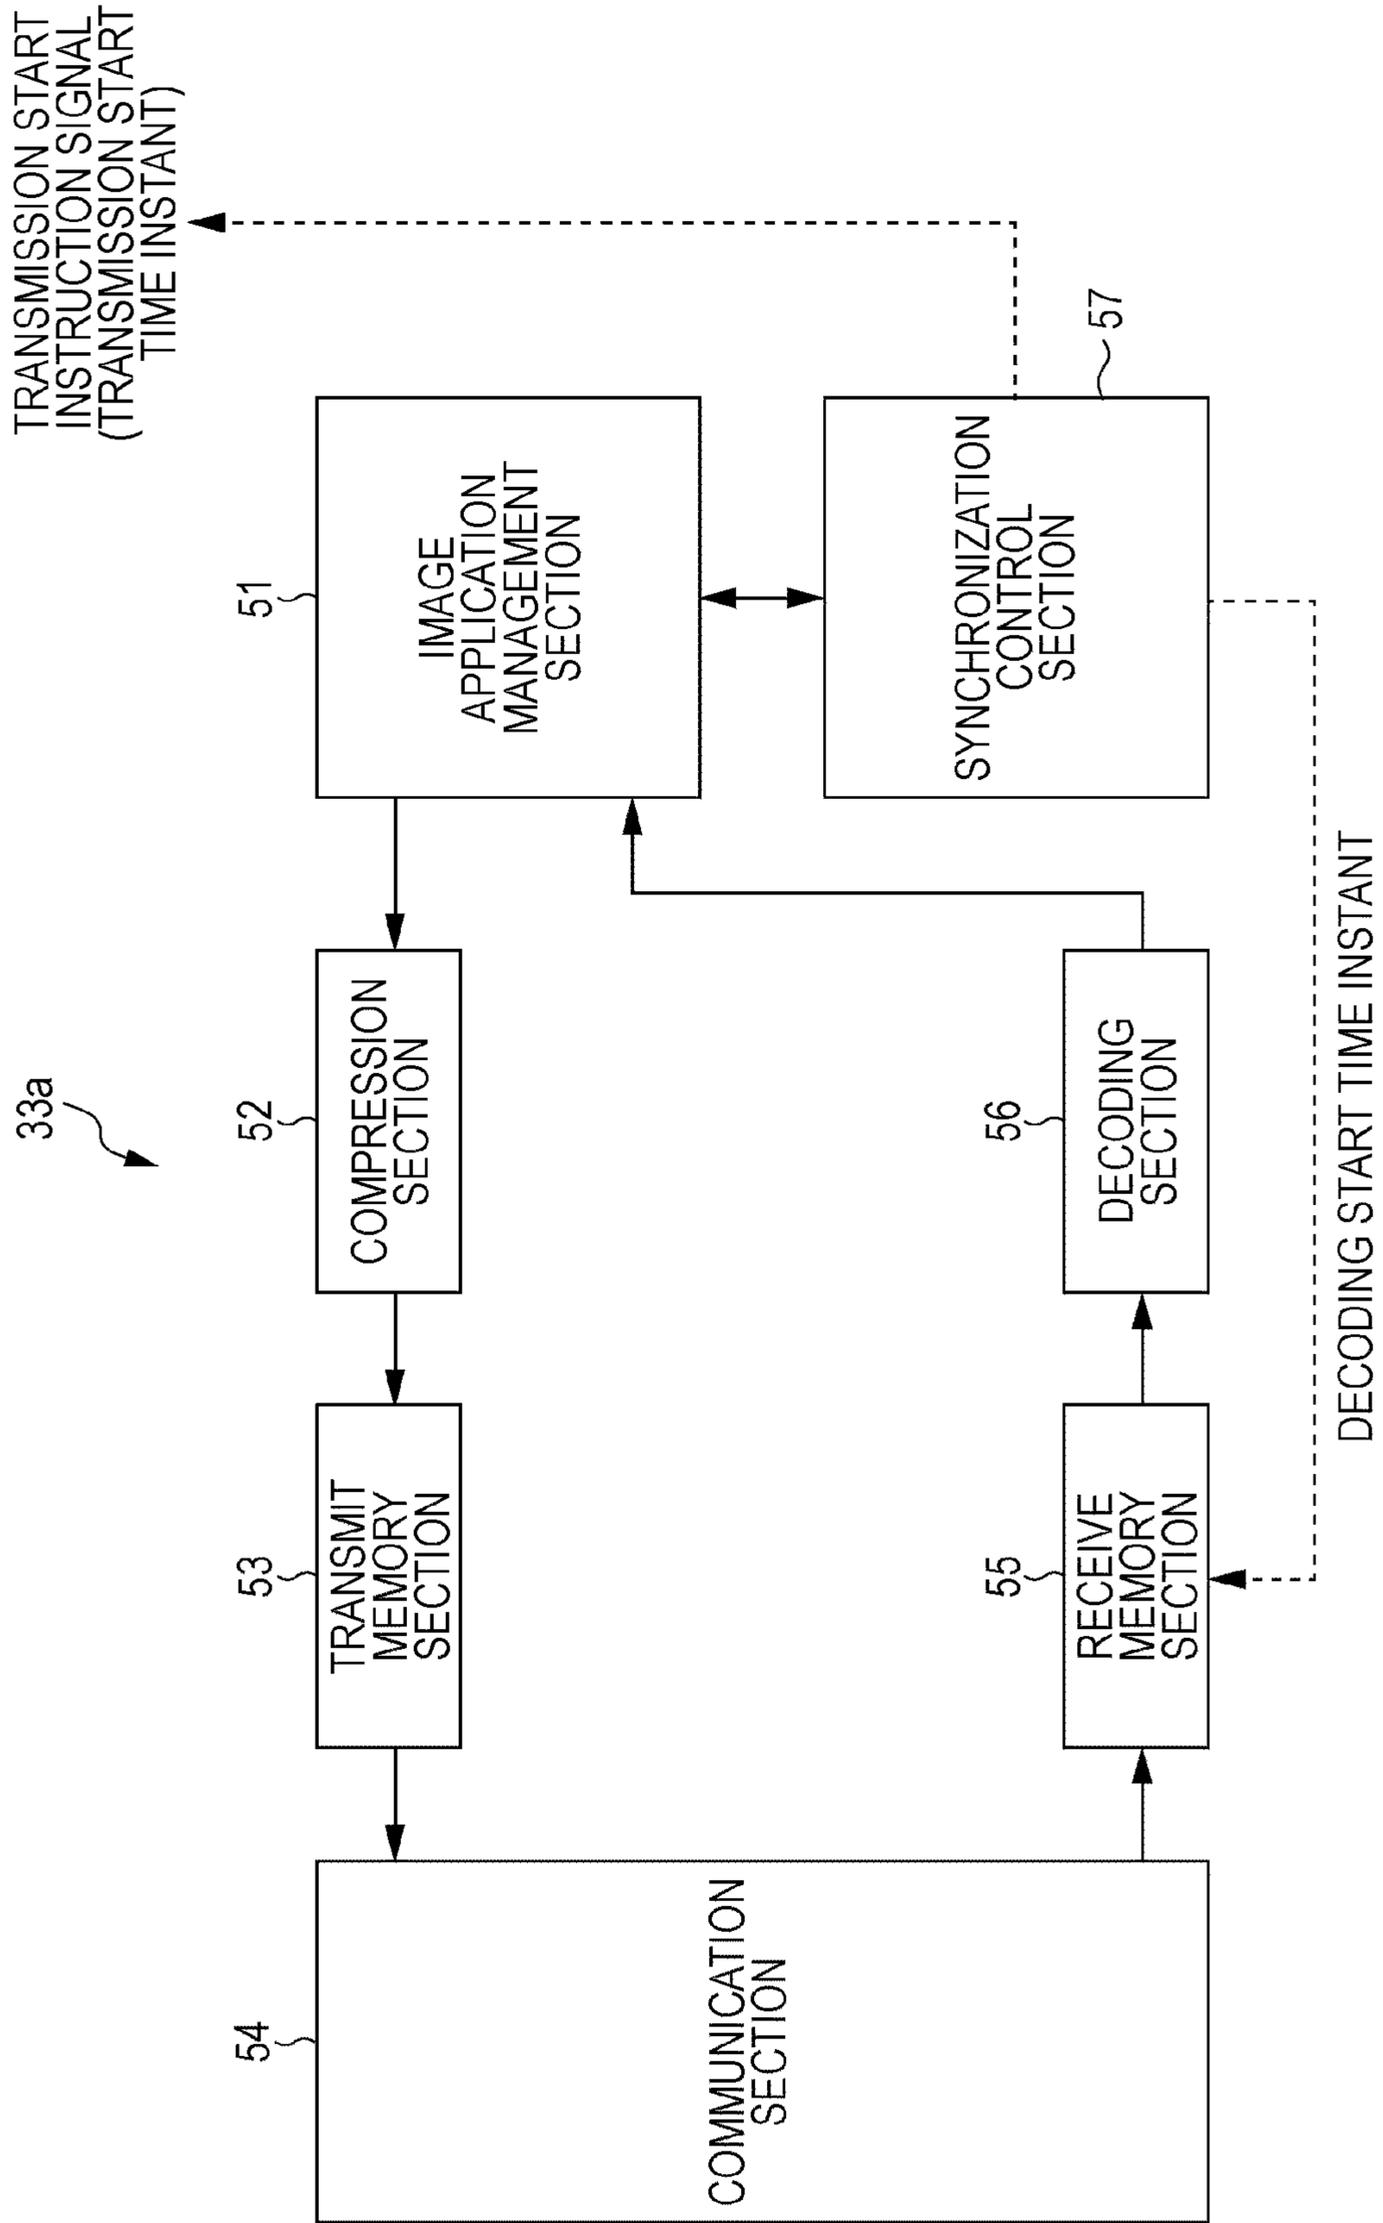 33a
54
COMMUNICATION
SECTION
53
TRANSMIT
MEMORY
SECTION
52
COMPRESSION
SECTION
51
IMAGE
APPLICATION
MANAGEMENT
SECTION
TRANSMISSION START
INSTRUCTION SIGNAL
(TRANSMISSION START
TIME INSTANT)
55
RECEIVE
MEMORY
SECTION
56
DECODING
SECTION
57
SYNCHRONIZATION
CONTROL
SECTION
DECODING START TIME INSTANT